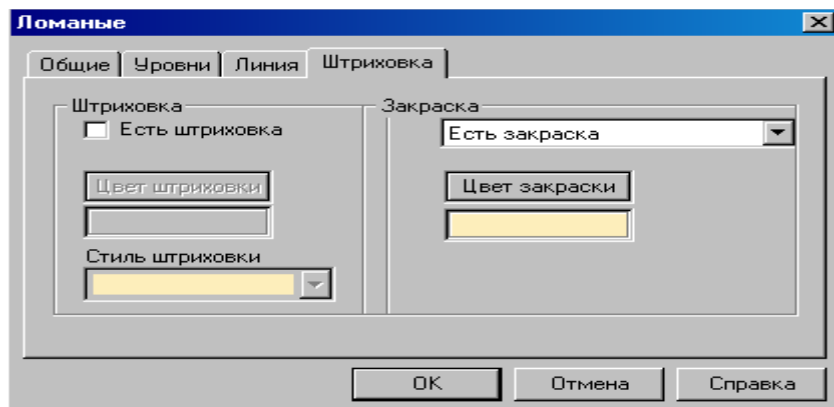 Ломаные
Общие Уровни Линия Штриховка
Штриховка
Есть штриховка
Цвет штриховки
Стиль штриховки
Закраска
Есть закраска
Цвет закраски
OK Отмена Справка